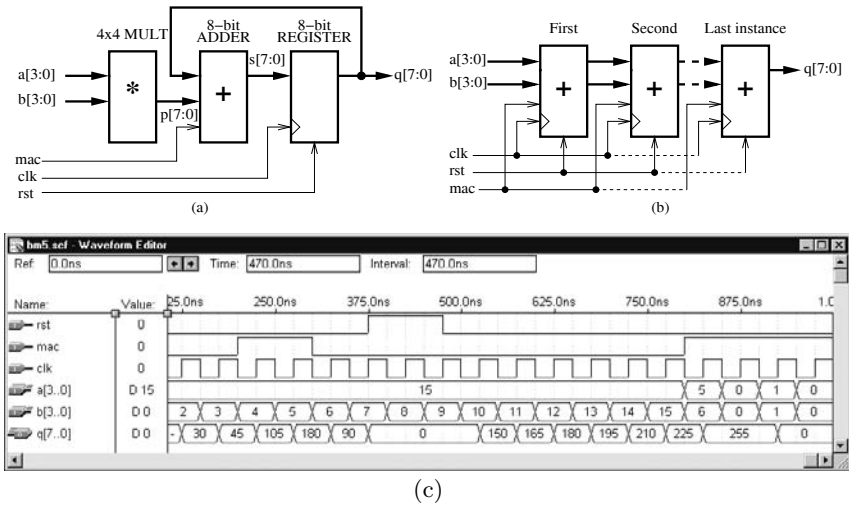 4x4 MULT
8-bit
ADDER
8-bit
REGISTER
a[3:0]
b[3:0]
*
+
p[7:0]
s[7:0]
q[7:0]
mac
clk
rst
(a)
First
Second
Last instance
a[3:0]
b[3:0]
+
+
+
q[7:0]
clk
rst
mac
(b)
bm5.scf - Waveform Editor
Ref: 0.0ns Time: 470.0ns Interval: 470.0ns
Name: Value: 25.0ns 250.0ns 375.0ns 500.0ns 625.0ns 750.0ns 875.0ns 1.0
rst 0
mac 0
clk 0
a[3..0] D 15 15 5 0 1 0
b[3..0] D 0 2 3 4 5 6 7 8 9 10 11 12 13 14 15 6 0 1 0
q[7..0] D 0 - 30 45 105 180 90 0 150 165 180 195 210 225 255 0
(c)